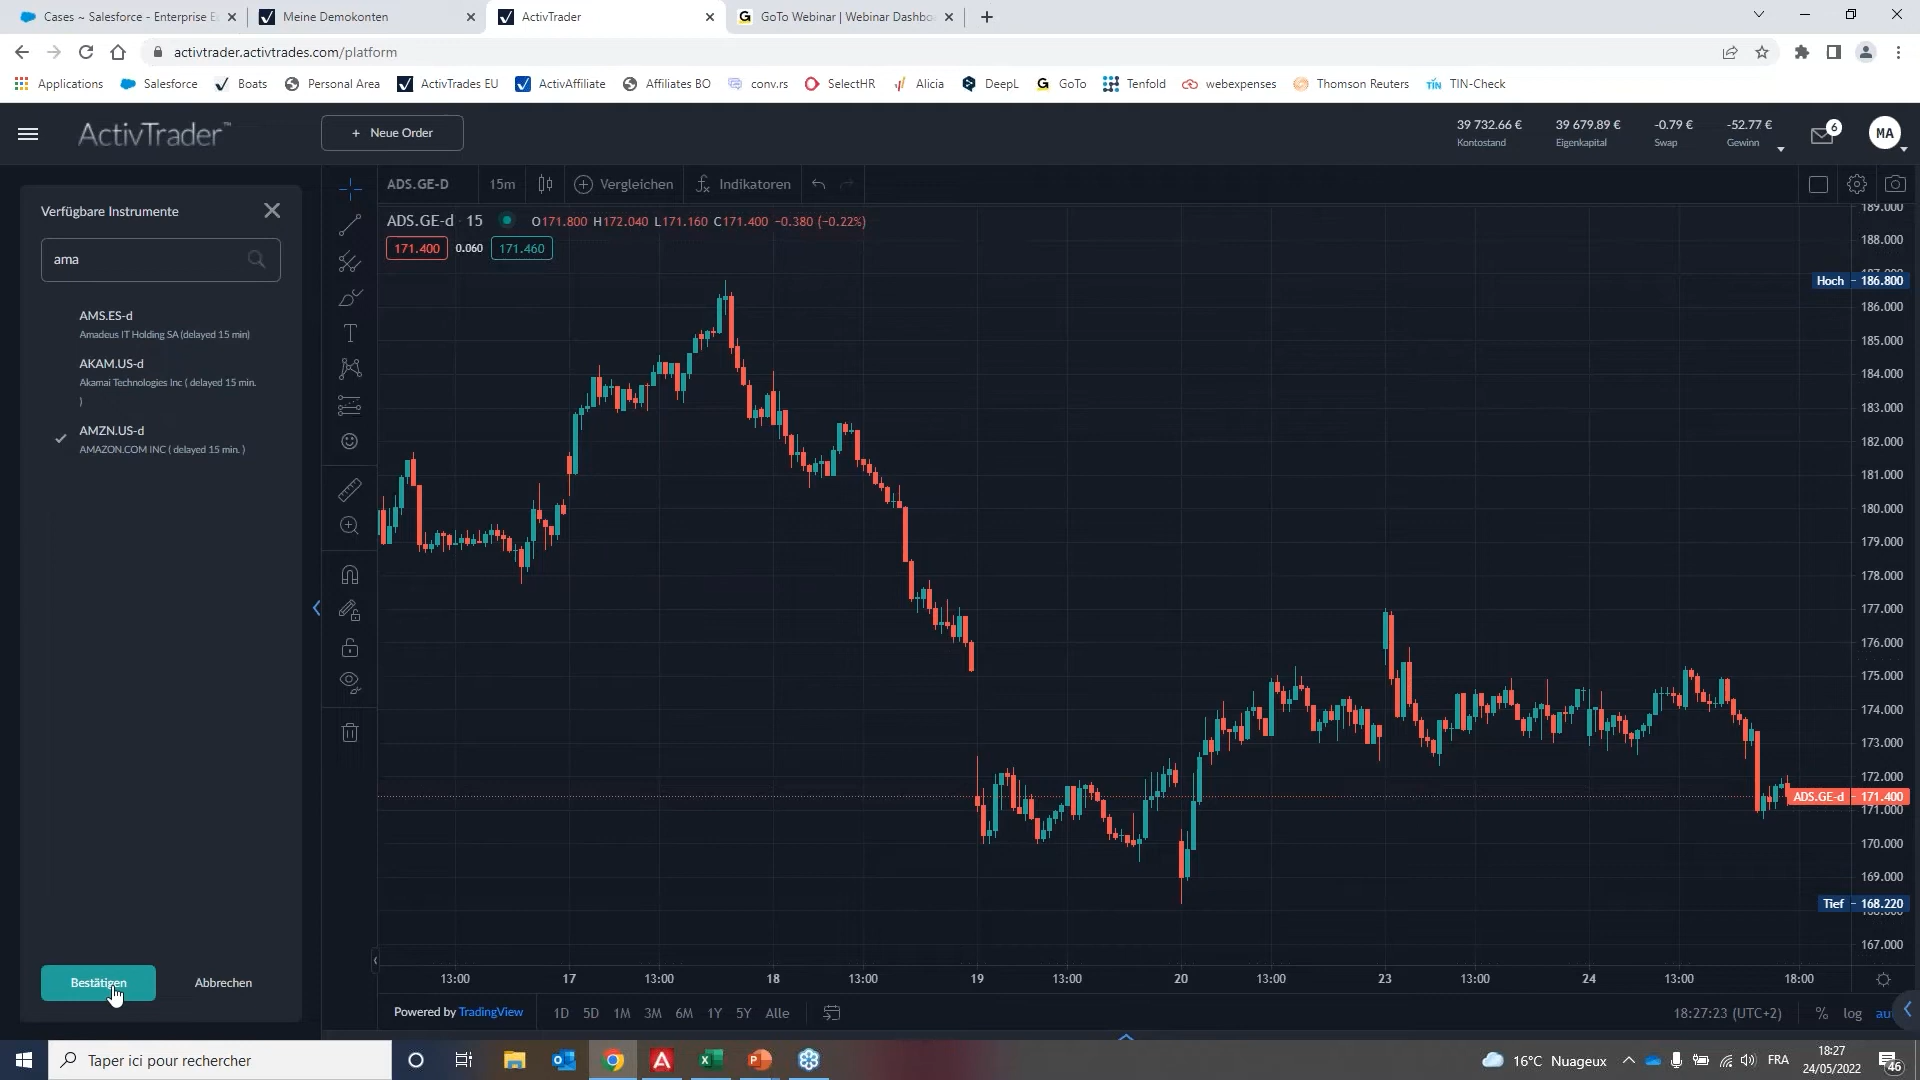 Cases ~ Salesforce - Enterprise E
Meine Demokonten
ActivTrader
GoTo Webinar | Webinar Dashbo
activtrader.activtrades.com/platform
Applications
Salesforce
Boats
Personal Area
ActivTrades EU
ActivAffiliate
Affiliates BO
conv.rs
SelectHR
Alicia
DeepL
GoTo
Tenfold
webexpenses
Thomson Reuters
TIN-Check
ActivTrader™
+ Neue Order
39 732.66 €
Kontostand
39 679.89 €
Eigenkapital
-0.79 €
Swap
-52.77 €
Gewinn
6
MA
Verfügbare Instrumente
ama
AMS.ES-d
Amadeus IT Holding SA (delayed 15 min)
AKAM.US-d
Akamai Technologies Inc ( delayed 15 min.
)
AMZN.US-d
AMAZON.COM INC ( delayed 15 min. )
Bestätigen
Abbrechen
ADS.GE-D
15m
Vergleichen
Indikatoren
ADS.GE-d · 15
O171.800 H172.040 L171.160 C171.400 −0.380 (−0.22%)
171.400
0.060
171.460
189.000
188.000
187.000
Hoch 186.800
186.000
185.000
184.000
183.000
182.000
181.000
180.000
179.000
178.000
177.000
176.000
175.000
174.000
173.000
172.000
ADS.GE-d 171.400
171.000
170.000
169.000
Tief 168.220
167.000
13:00
17
13:00
18
13:00
19
13:00
20
13:00
23
13:00
24
13:00
18:00
Powered by TradingView
1D
5D
1M
3M
6M
1Y
5Y
Alle
18:27:23 (UTC+2)
%
log
Taper ici pour rechercher
16°C Nuageux
FRA
18:27
24/05/2022
46